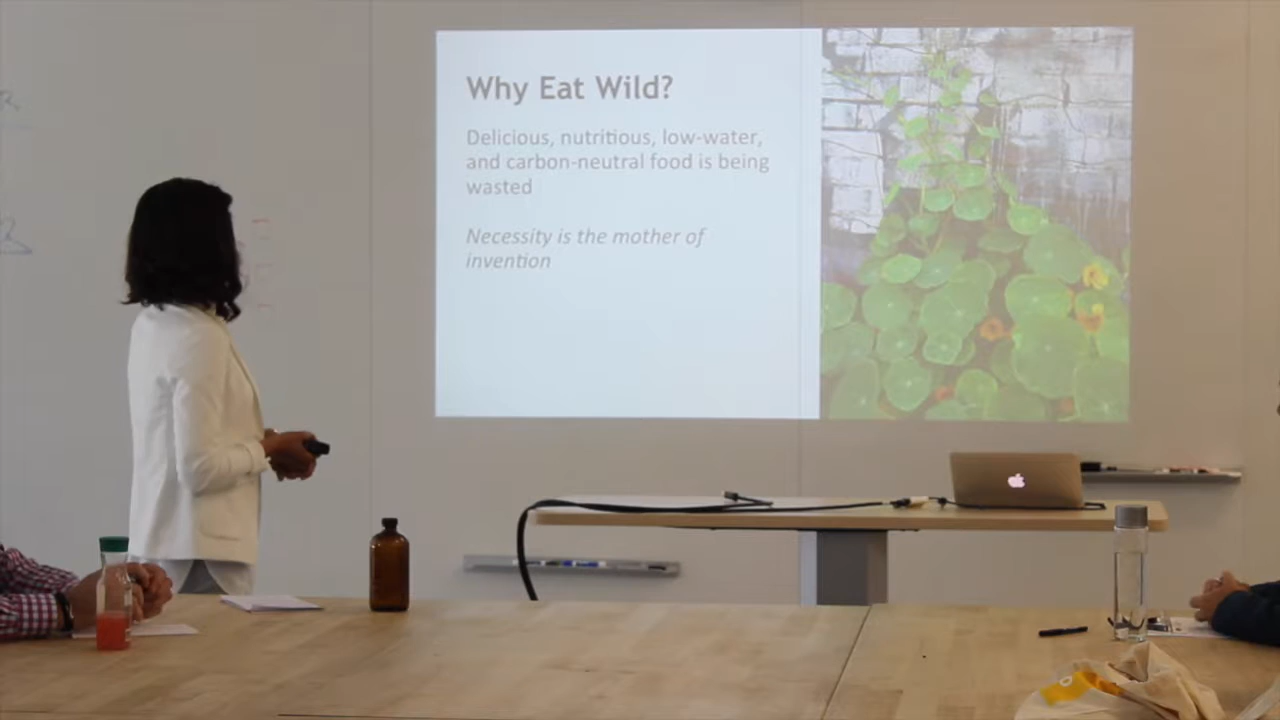 Why Eat Wild?
Delicious, nutritious, low-water,
and carbon-neutral food is being
wasted
Necessity is the mother of
invention